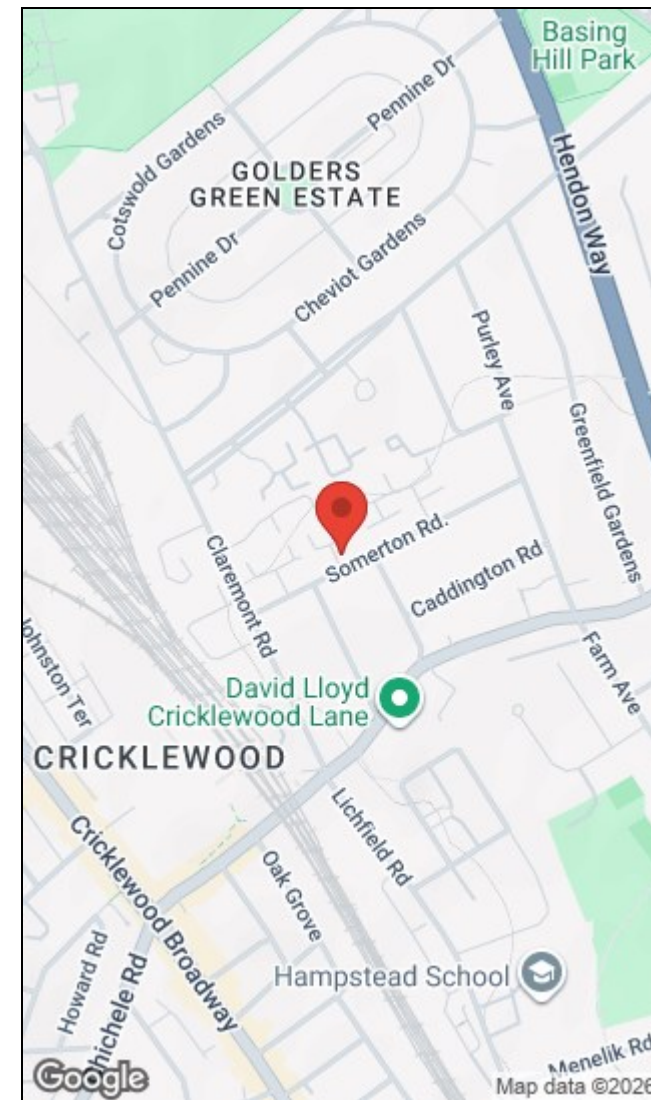 Basing
Hill Park
Pennine Dr
Cotswold Gardens
GOLDERS
GREEN ESTATE
Hendon Way
Pennine Dr
Cheviot Gardens
Purley Ave
Greenfield Gardens
Somerton Rd.
Claremont Rd
Caddington Rd
Johnston Ter
Farm Ave
David Lloyd
Cricklewood Lane
CRICKLEWOOD
Lichfield Rd
Cricklewood Broadway
Oak Grove
Howard Rd
Chichele Rd
Hampstead School
Menelik Rd
Google
Map data ©2026